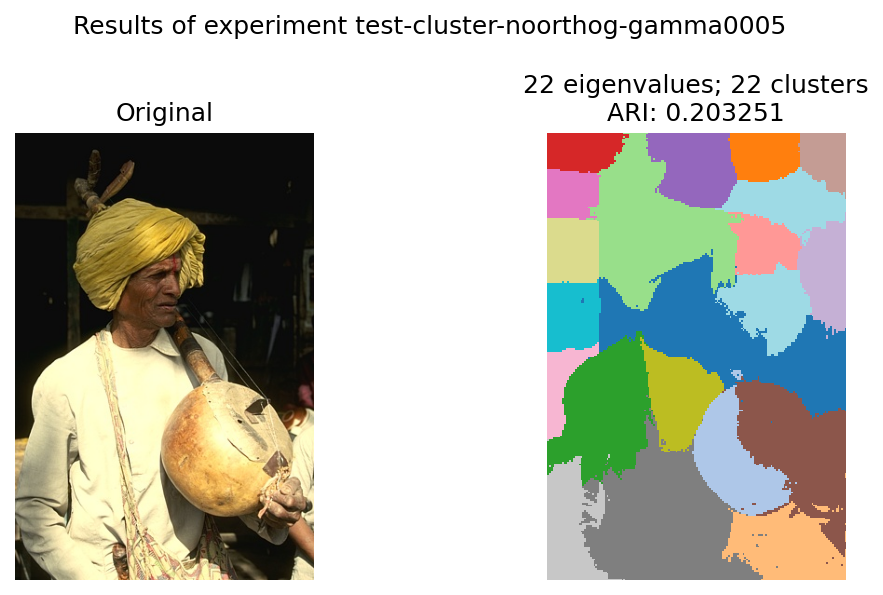 Results of experiment test-cluster-noorthog-gamma0005
Original
22 eigenvalues; 22 clusters
ARI: 0.203251